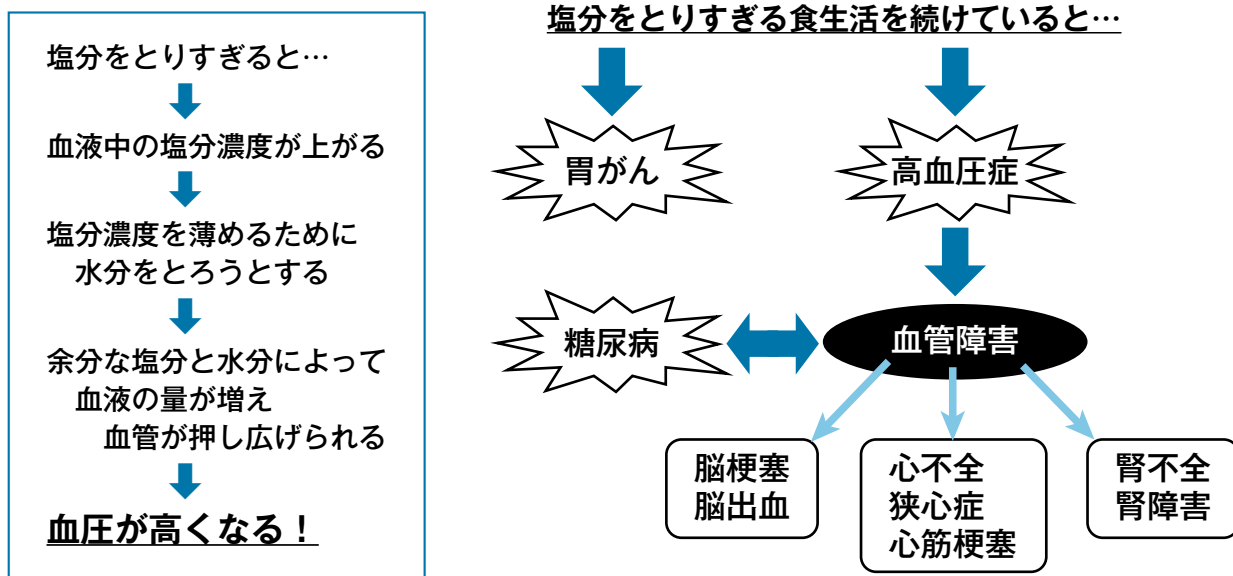 塩分をとりすぎると…
血液中の塩分濃度が上がる
塩分濃度を薄めるために
水分をとろうとする
余分な塩分と水分によって
血液の量が増え
血管が押し広げられる
血圧が高くなる！
塩分をとりすぎる食生活を続けていると…
胃がん
高血圧症
糖尿病
血管障害
脳梗塞
脳出血
心不全
狭心症
心筋梗塞
腎不全
腎障害